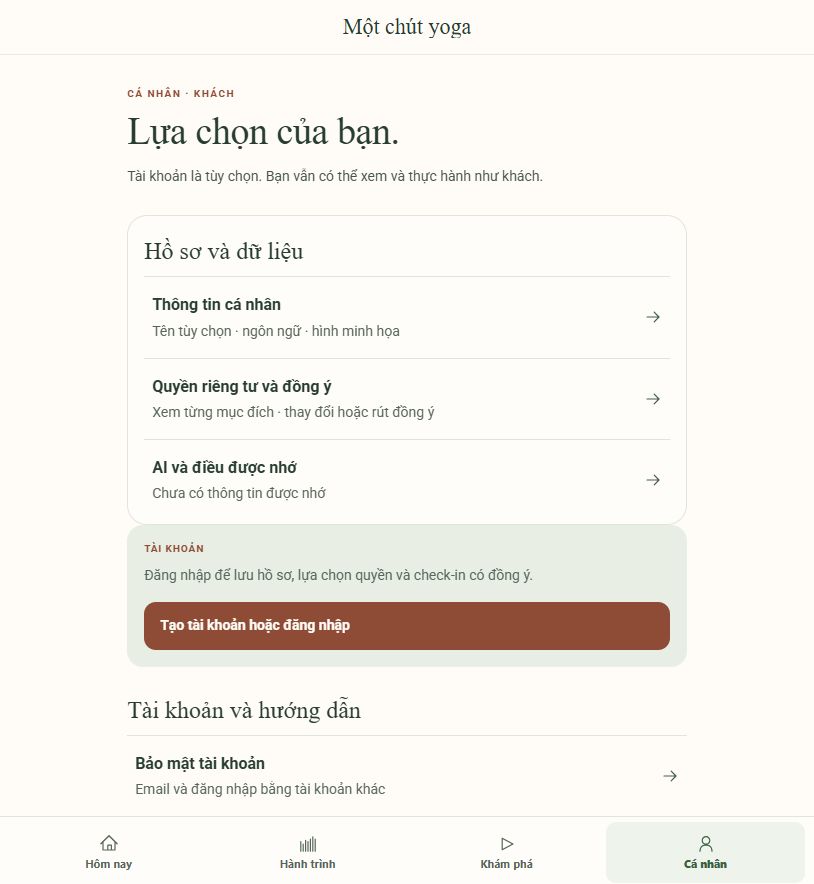 Một chút yoga
CÁ NHÂN · KHÁCH
Lựa chọn của bạn.
Tài khoản là tùy chọn. Bạn vẫn có thể xem và thực hành như khách.
Hồ sơ và dữ liệu
Thông tin cá nhân
Tên tùy chọn · ngôn ngữ · hình minh họa
Quyền riêng tư và đồng ý
Xem từng mục đích · thay đổi hoặc rút đồng ý
AI và điều được nhớ
Chưa có thông tin được nhớ
TÀI KHOẢN
Đăng nhập để lưu hồ sơ, lựa chọn quyền và check-in có đồng ý.
Tạo tài khoản hoặc đăng nhập
Tài khoản và hướng dẫn
Bảo mật tài khoản
Email và đăng nhập bằng tài khoản khác
Hôm nay
Hành trình
Khám phá
Cá nhân